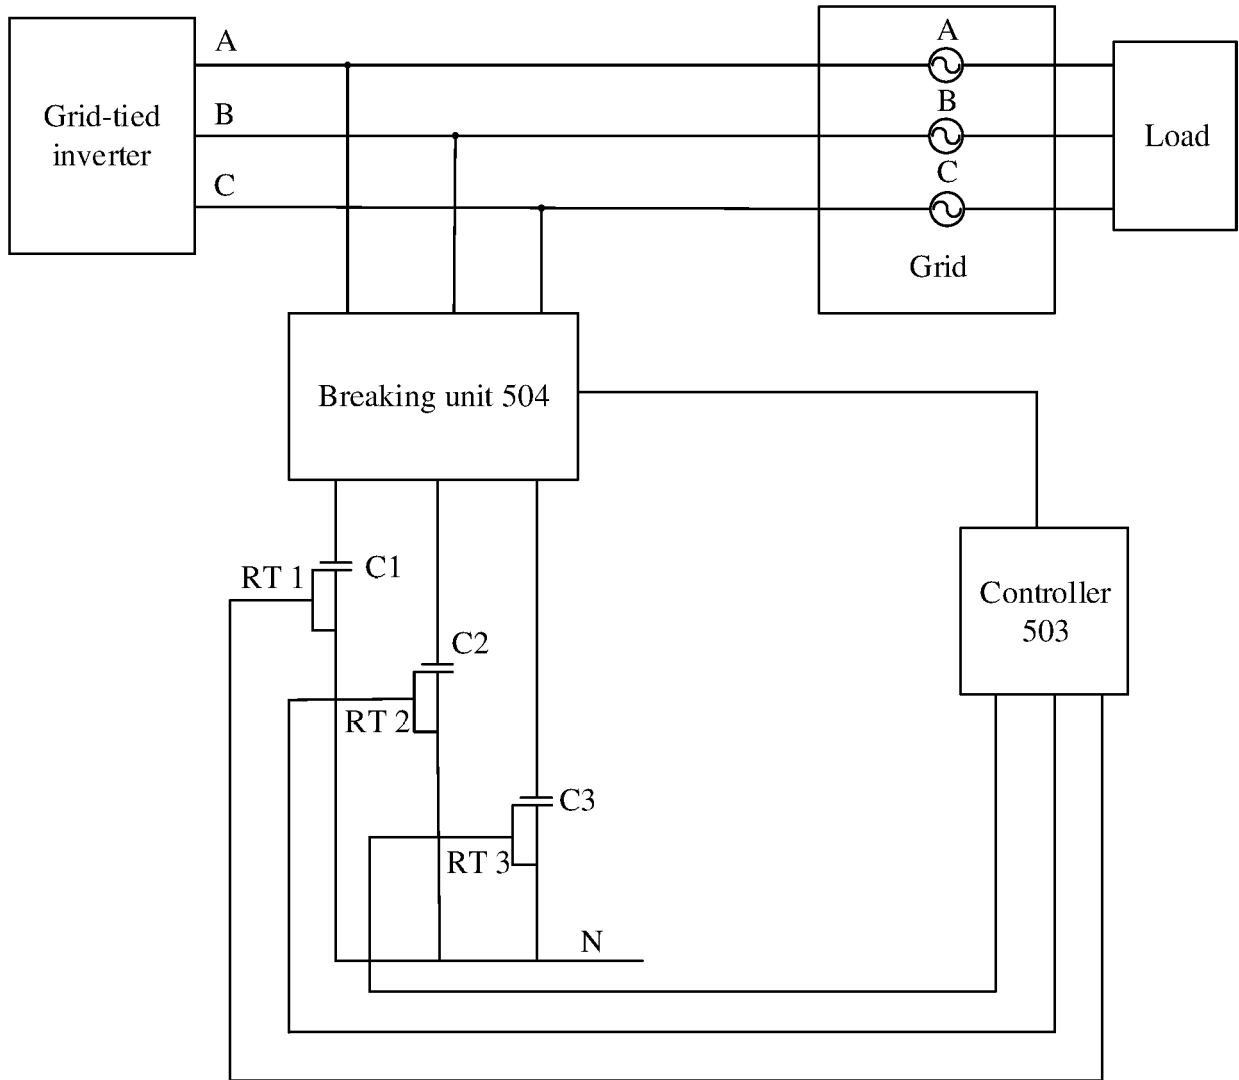 A
A
Grid-tied
inverter
B
B
Load
C
C
Grid
Breaking unit 504
RT 1
C1
Controller
503
C2
RT 2
C3
RT 3
N